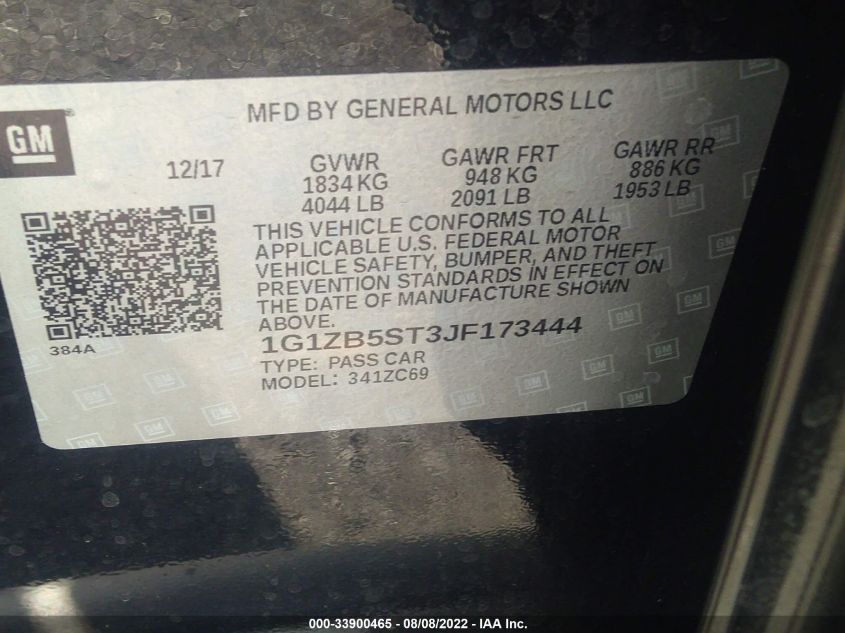 MFD BY GENERAL MOTORS LLC
GM
®
12/17
GVWR
1834 KG
4044 LB
GAWR FRT
948 KG
2091 LB
GAWR RR
886 KG
1953 LB
THIS VEHICLE CONFORMS TO ALL
APPLICABLE U.S. FEDERAL MOTOR
VEHICLE SAFETY, BUMPER, AND THEFT
PREVENTION STANDARDS IN EFFECT ON
THE DATE OF MANUFACTURE SHOWN
ABOVE.
384A
1G1ZB5ST3JF173444
TYPE: PASS CAR
MODEL: 341ZC69
000-33900465 - 08/08/2022 - IAA Inc.